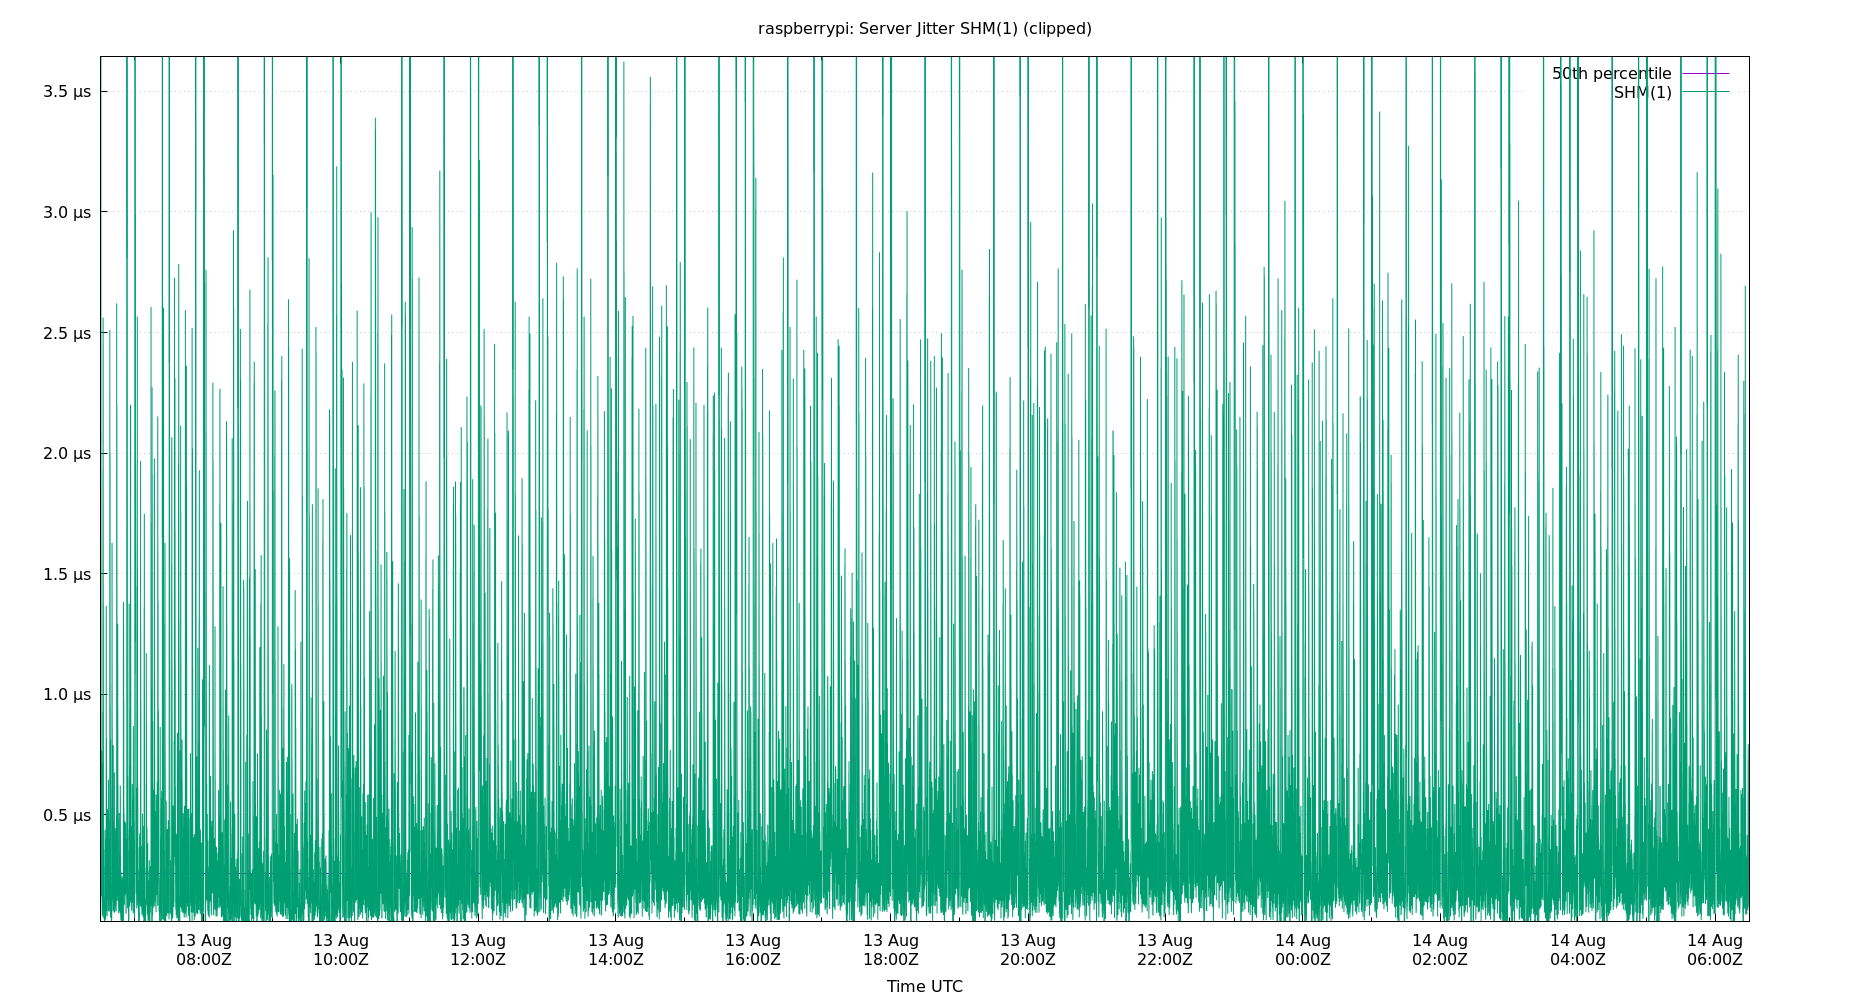 raspberrypi: Server Jitter SHM(1) (clipped)
50th percentile
SHM(1)
3.5 µs
3.0 µs
2.5 µs
2.0 µs
1.5 µs
1.0 µs
0.5 µs
13 Aug 13 Aug 13 Aug 13 Aug 13 Aug 13 Aug 13 Aug 13 Aug 14 Aug 14 Aug 14 Aug 14 Aug
08:00Z 10:00Z 12:00Z 14:00Z 16:00Z 18:00Z 20:00Z 22:00Z 00:00Z 02:00Z 04:00Z 06:00Z
Time UTC